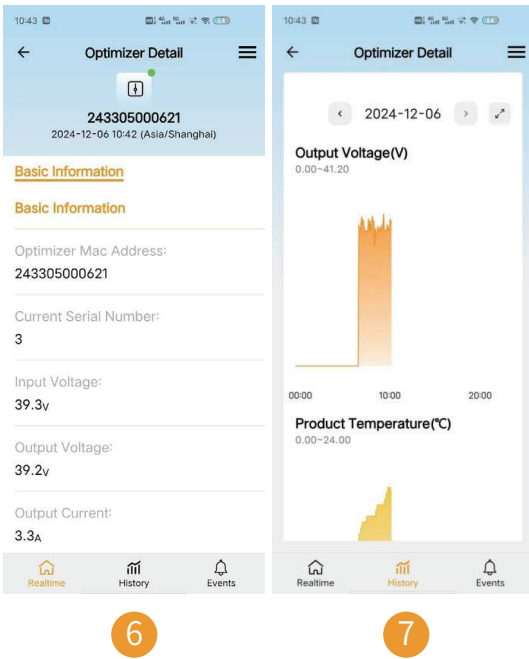 10:43
Optimizer Detail
243305000621
2024-12-06 10:42 (Asia/Shanghai)
Basic Information
Basic Information
Optimizer Mac Address:
243305000621
Current Serial Number:
3
Input Voltage:
39.3V
Output Voltage:
39.2V
Output Current:
3.3A
Realtime
History
Events
6
10:43
Optimizer Detail
2024-12-06
Output Voltage(V)
0.00~41.20
00:00
10:00
20:00
Product Temperature(℃)
0.00~24.00
Realtime
History
Events
7